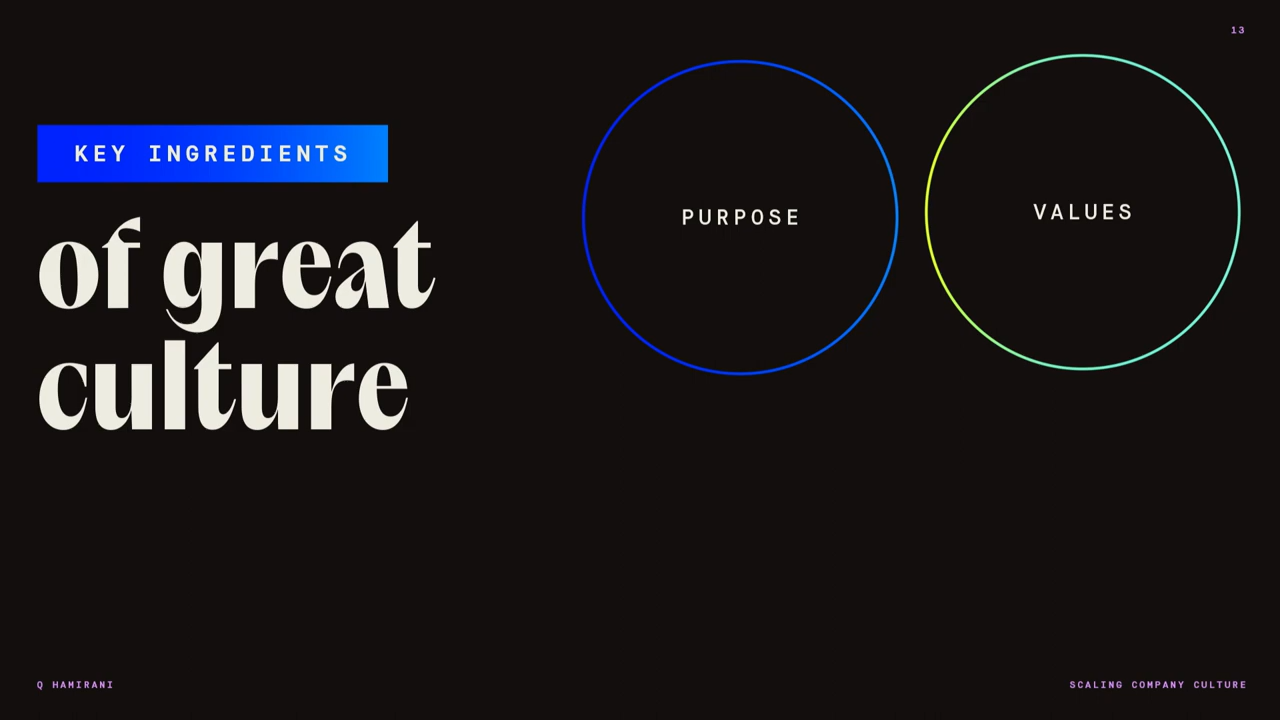 13
KEY INGREDIENTS
of great
culture
PURPOSE
VALUES
Q HAMIRANI
SCALING COMPANY CULTURE